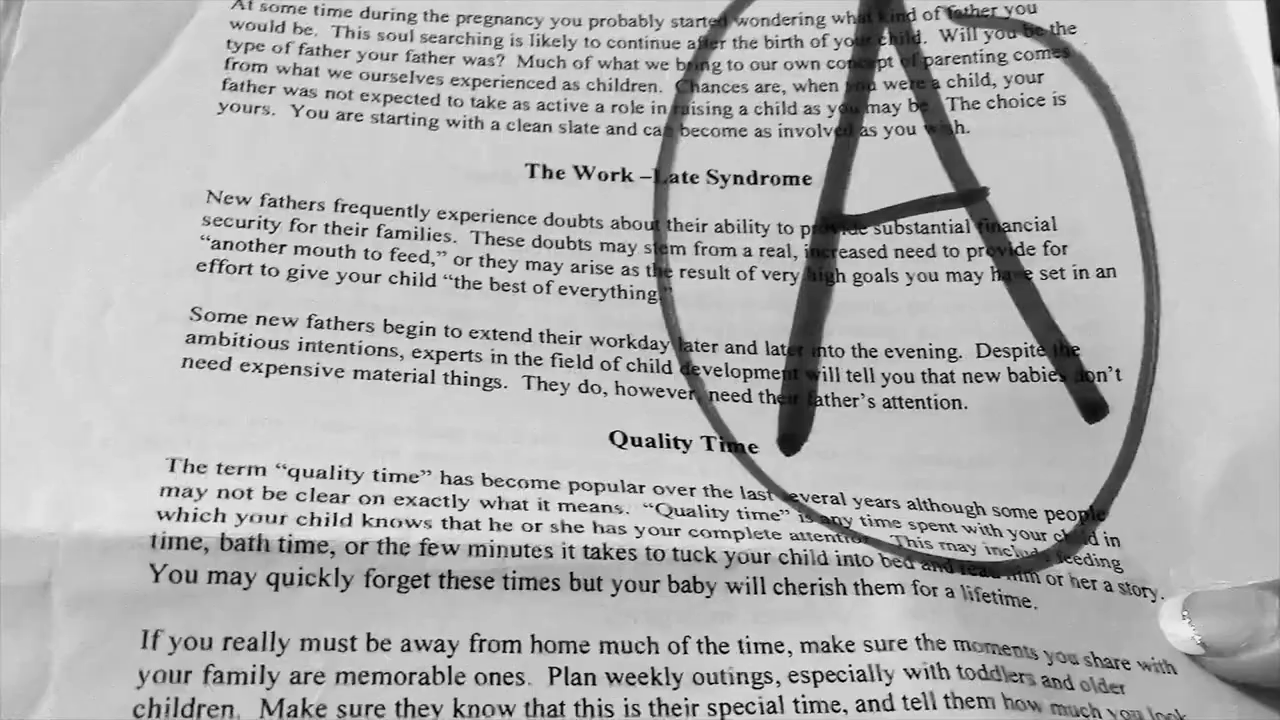 At some time during the pregnancy you probably started wondering what kind of father you
would be. This soul searching is likely to continue after the birth of your child. Will you be the
type of father your father was? Much of what we bring to our own concept of parenting comes
from what we ourselves experienced as children. Chances are, when you were a child, your
father was not expected to take as active a role in raising a child as you may be. The choice is
yours. You are starting with a clean slate and can become as involved as you wish.
The Work –Late Syndrome
New fathers frequently experience doubts about their ability to provide substantial financial
security for their families. These doubts may stem from a real, increased need to provide for
“another mouth to feed,” or they may arise as the result of very high goals you may have set in an
effort to give your child “the best of everything.”
Some new fathers begin to extend their workday later and later into the evening. Despite the
ambitious intentions, experts in the field of child development will tell you that new babies don’t
need expensive material things. They do, however, need their father’s attention.
Quality Time
The term “quality time” has become popular over the last several years although some people
may not be clear on exactly what it means. “Quality time” is any time spent with your child in
which your child knows that he or she has your complete attention. This may include feeding
time, bath time, or the few minutes it takes to tuck your child into bed and read him or her a story.
You may quickly forget these times but your baby will cherish them for a lifetime.
If you really must be away from home much of the time, make sure the moments you share with
your family are memorable ones. Plan weekly outings, especially with toddlers and older
children. Make sure they know that this is their special time, and tell them how much you look
A